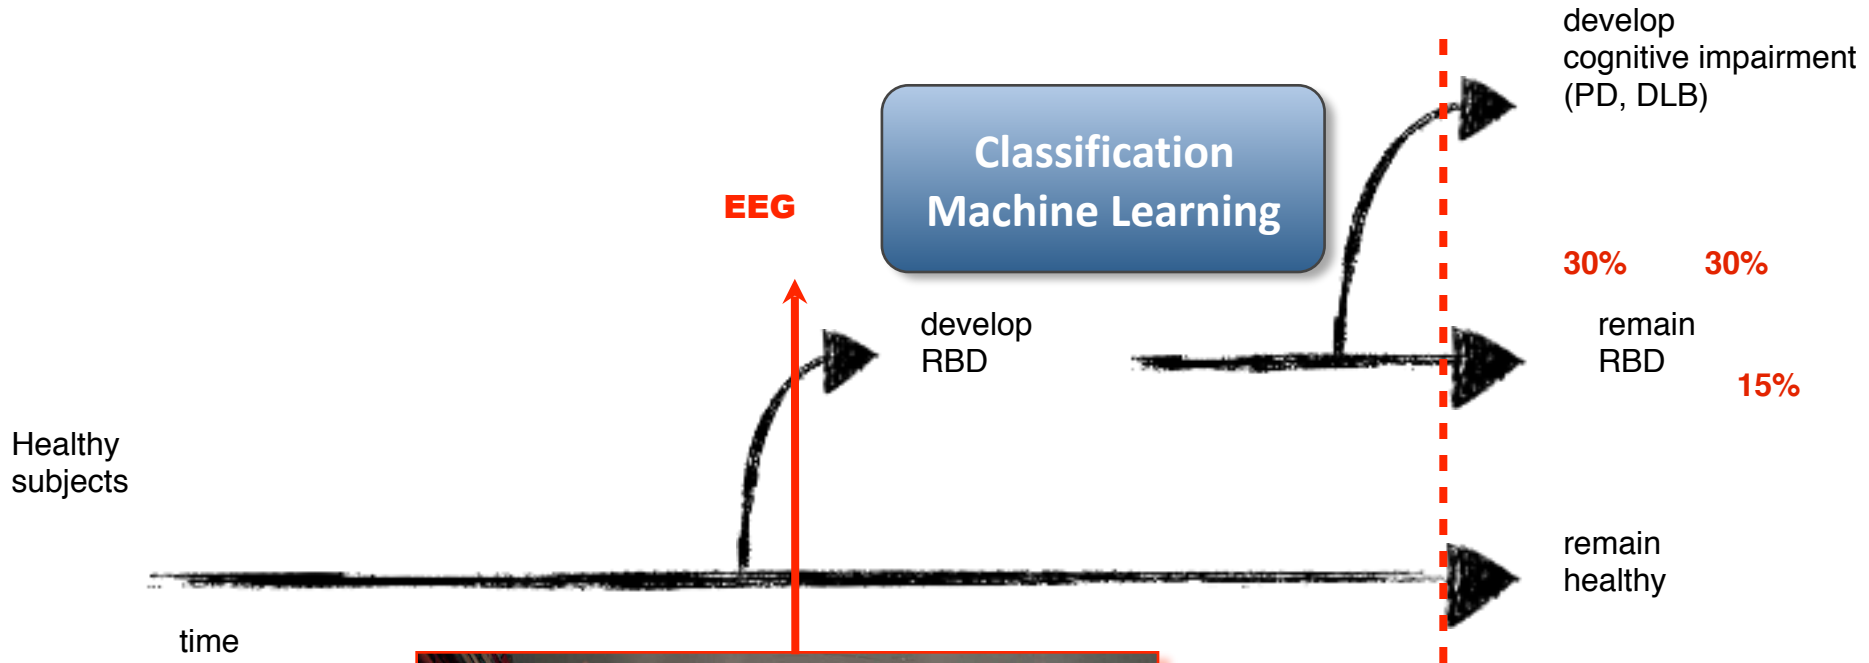 develop
cognitive impairment
(PD, DLB)
Classification
Machine Learning
EEG
30% 30%
develop
RBD
remain
RBD
15%
Healthy
subjects
remain
healthy
time